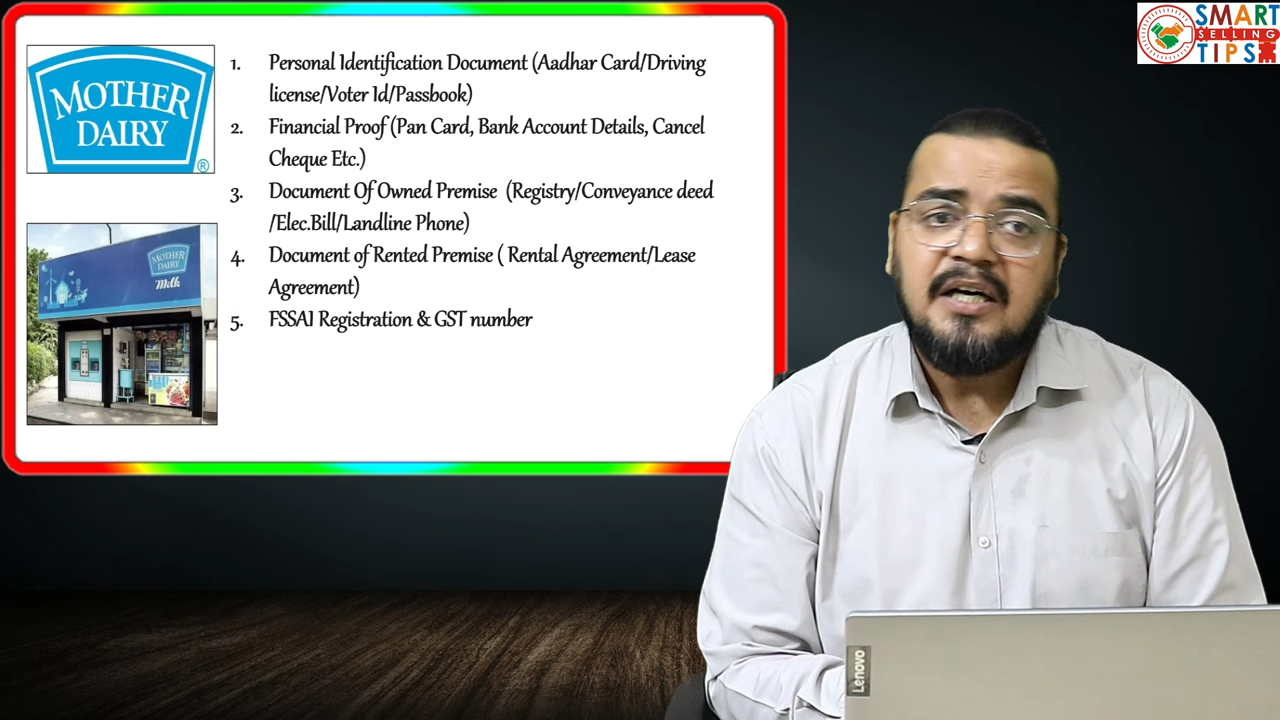 MOTHER
DAIRY
®
1. Personal Identification Document (Aadhar Card/Driving
license/Voter Id/Passbook)
2. Financial Proof (Pan Card, Bank Account Details, Cancel
Cheque Etc.)
3. Document Of Owned Premise (Registry/Conveyance deed
/Elec.Bill/Landline Phone)
4. Document of Rented Premise ( Rental Agreement/Lease
Agreement)
5. FSSAI Registration & GST number
MOTHER
DAIRY
Milk
SMART
SELLING
TIPS
Lenovo